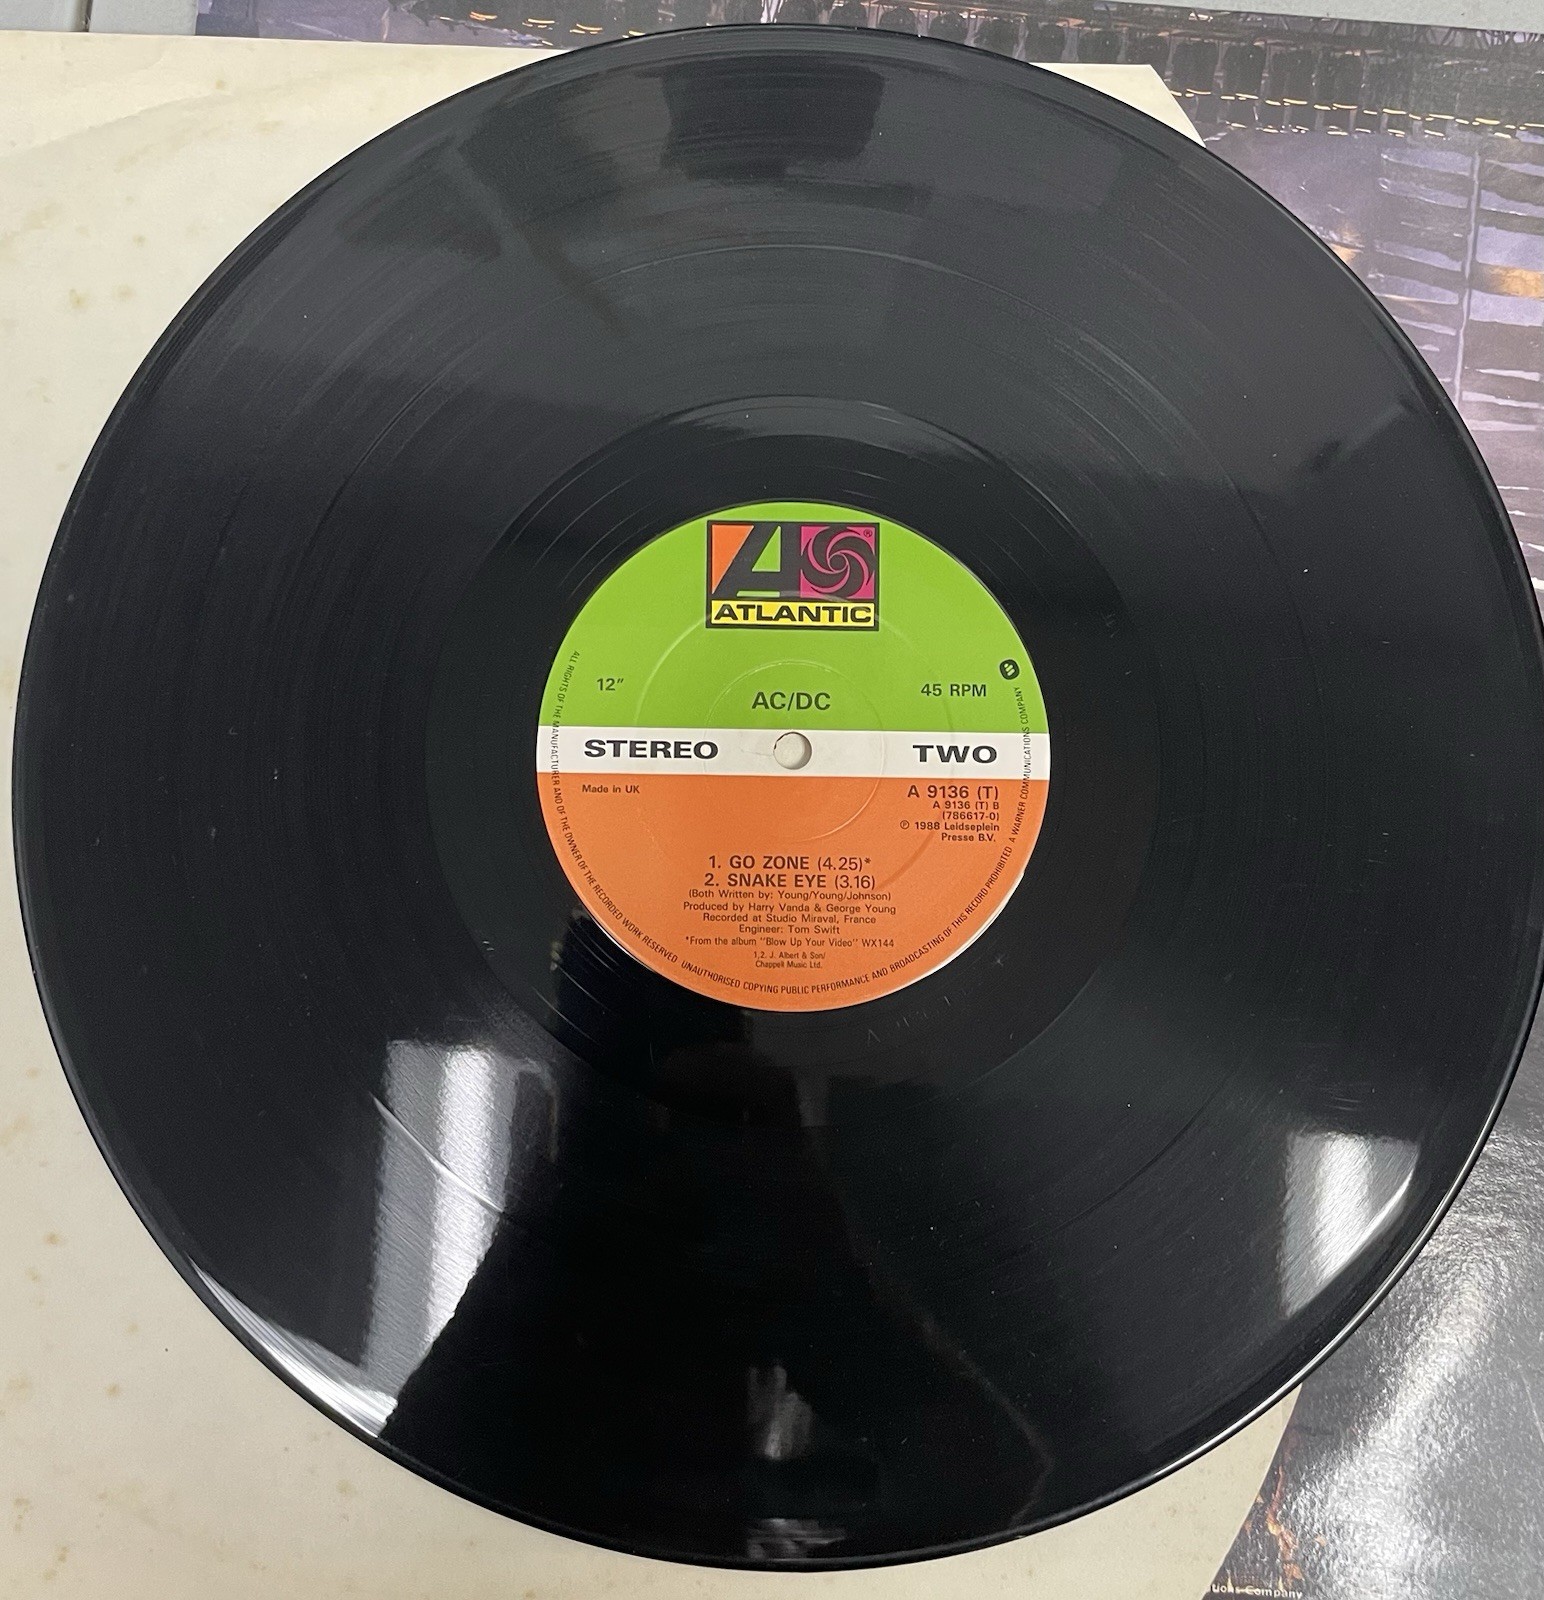 ATLANTIC
12″
45 RPM
AC/DC
STEREO
TWO
Made in UK
A 9136 (T)
A 9136 (T) B
(786617-0)
℗ 1988 Leidseplein
Presse B.V.
1. GO ZONE (4.25)*
2. SNAKE EYE (3.16)
(Both Written by: Young/Young/Johnson)
Produced by Harry Vanda & George Young
Recorded at Studio Miraval, France
Engineer: Tom Swift
*From the album "Blow Up Your Video" WX144
1,2. J. Albert & Son/
Chappell Music Ltd.
ALL RIGHTS OF THE MANUFACTURER AND OF THE OWNER OF THE RECORDED WORK RESERVED UNAUTHORISED COPYING PUBLIC PERFORMANCE AND BROADCASTING OF THIS RECORD PROHIBITED A WARNER COMMUNICATIONS COMPANY
Company